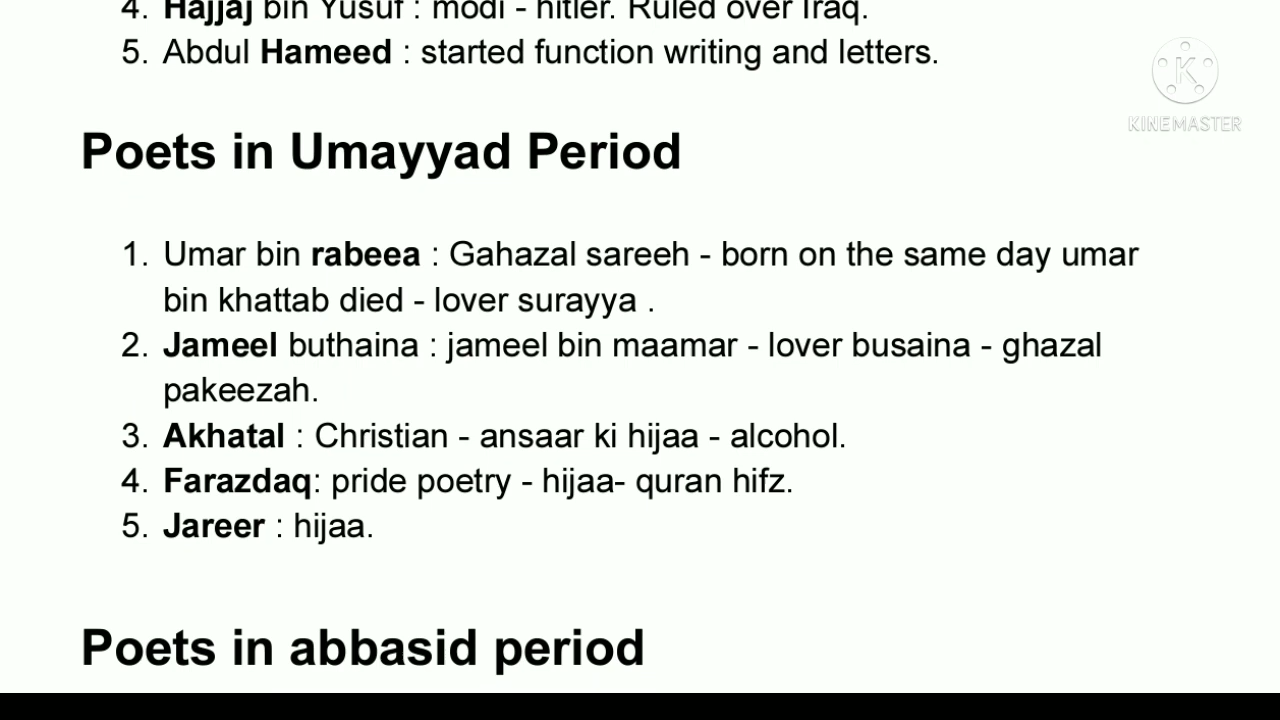 4. Hajjaj bin Yusuf : modi - hitler. Ruled over Iraq.
5. Abdul Hameed : started function writing and letters.
K
KINEMASTER
Poets in Umayyad Period
1. Umar bin rabeea : Gahazal sareeh - born on the same day umar
bin khattab died - lover surayya .
2. Jameel buthaina : jameel bin maamar - lover busaina - ghazal
pakeezah.
3. Akhatal : Christian - ansaar ki hijaa - alcohol.
4. Farazdaq: pride poetry - hijaa- quran hifz.
5. Jareer : hijaa.
Poets in abbasid period